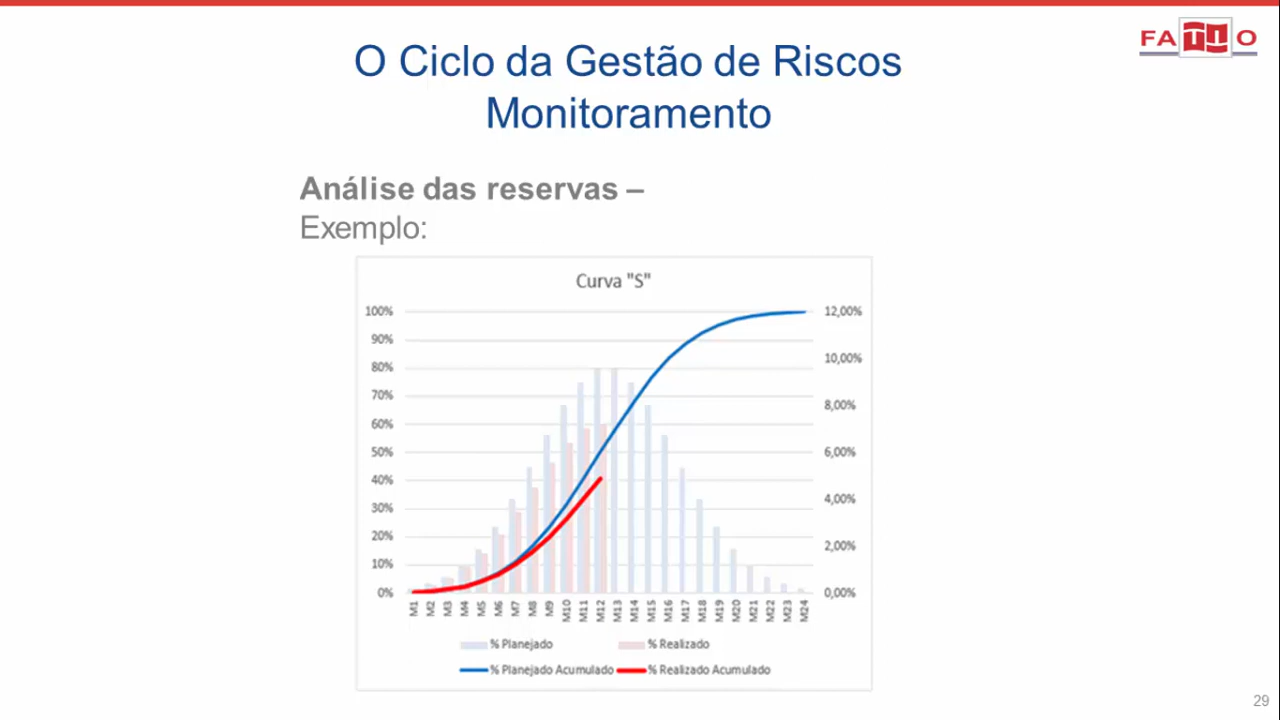 FATTO
O Ciclo da Gestão de Riscos
Monitoramento
Análise das reservas –
Exemplo:
Curva "S"
100%
90%
80%
70%
60%
50%
40%
30%
20%
10%
0%
12,00%
10,00%
8,00%
6,00%
4,00%
2,00%
0,00%
M1 M2 M3 M4 M5 M6 M7 M8 M9 M10 M11 M12 M13 M14 M15 M16 M17 M18 M19 M20 M21 M22 M23 M24
% Planejado % Realizado
% Planejado Acumulado % Realizado Acumulado
29